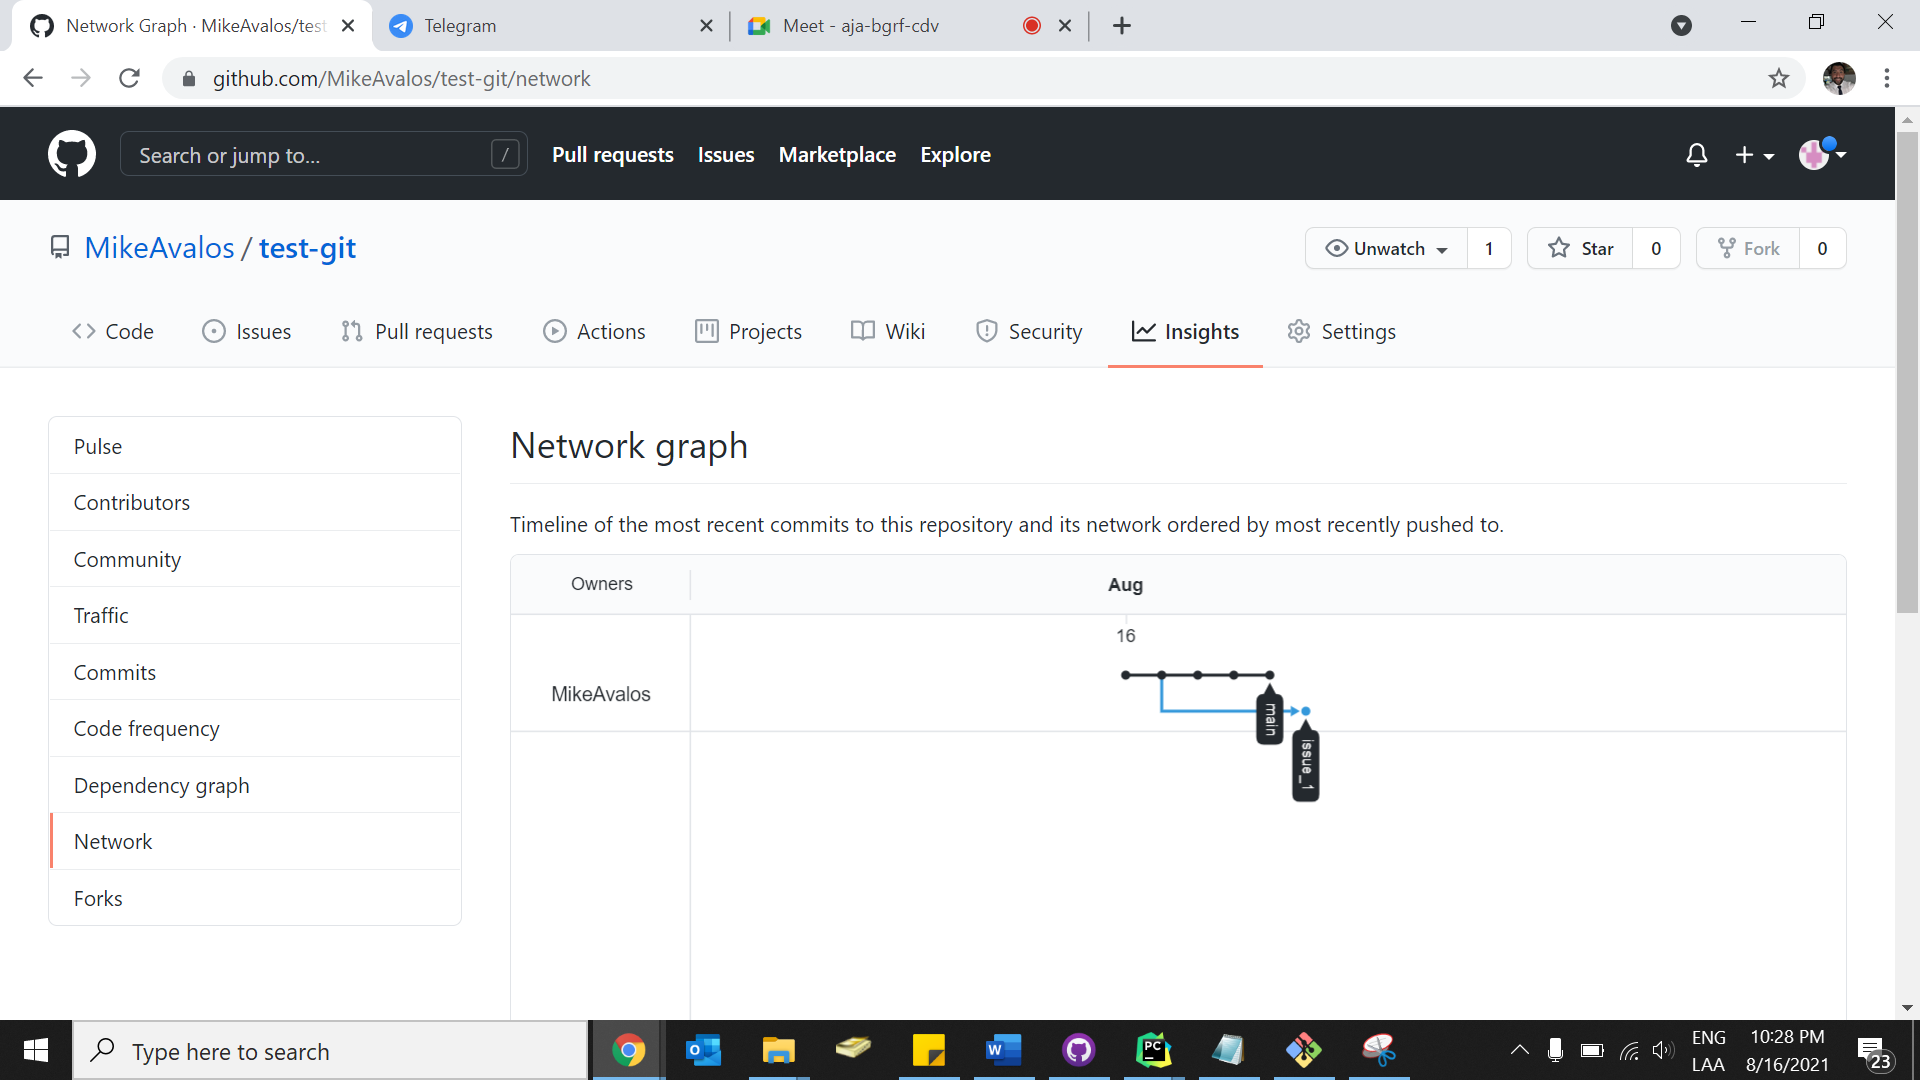 Network Graph · MikeAvalos/test
Telegram
Meet - aja-bgrf-cdv
github.com/MikeAvalos/test-git/network
Search or jump to...
/
Pull requests
Issues
Marketplace
Explore
MikeAvalos / test-git
Unwatch
1
Star
0
Fork
0
Code
Issues
Pull requests
Actions
Projects
Wiki
Security
Insights
Settings
Pulse
Contributors
Community
Traffic
Commits
Code frequency
Dependency graph
Network
Forks
Network graph
Timeline of the most recent commits to this repository and its network ordered by most recently pushed to.
Owners
Aug
16
MikeAvalos
main
issue_1
Type here to search
O
W
PC
ENG
LAA
10:28 PM
8/16/2021
23